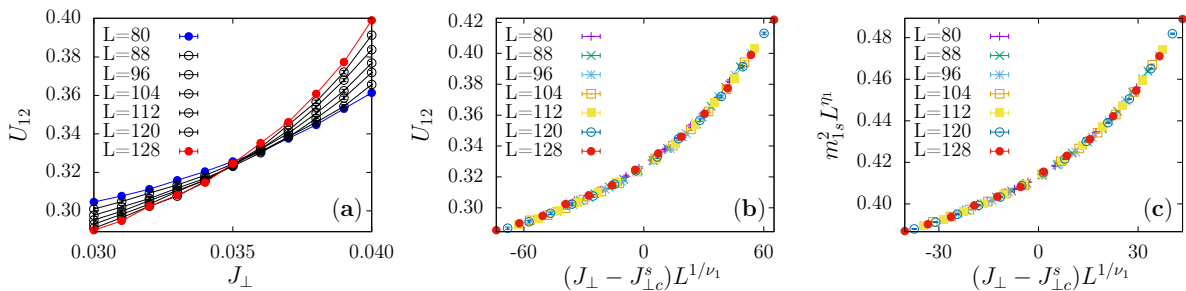 0.40
0.38
0.36
0.34
0.32
0.30
U12
L=80
L=88
L=96
L=104
L=112
L=120
L=128
(a)
0.030
0.035
0.040
J⊥
0.42
0.40
0.38
0.36
0.34
0.32
0.30
U12
L=80
L=88
L=96
L=104
L=112
L=120
L=128
(b)
-60
0
60
(J⊥ − J^s_⊥c)L^{1/ν1}
0.48
0.46
0.44
0.42
0.40
m^2_{1s} L^{η1}
L=80
L=88
L=96
L=104
L=112
L=120
L=128
(c)
-30
0
30
(J⊥ − J^s_⊥c)L^{1/ν1}